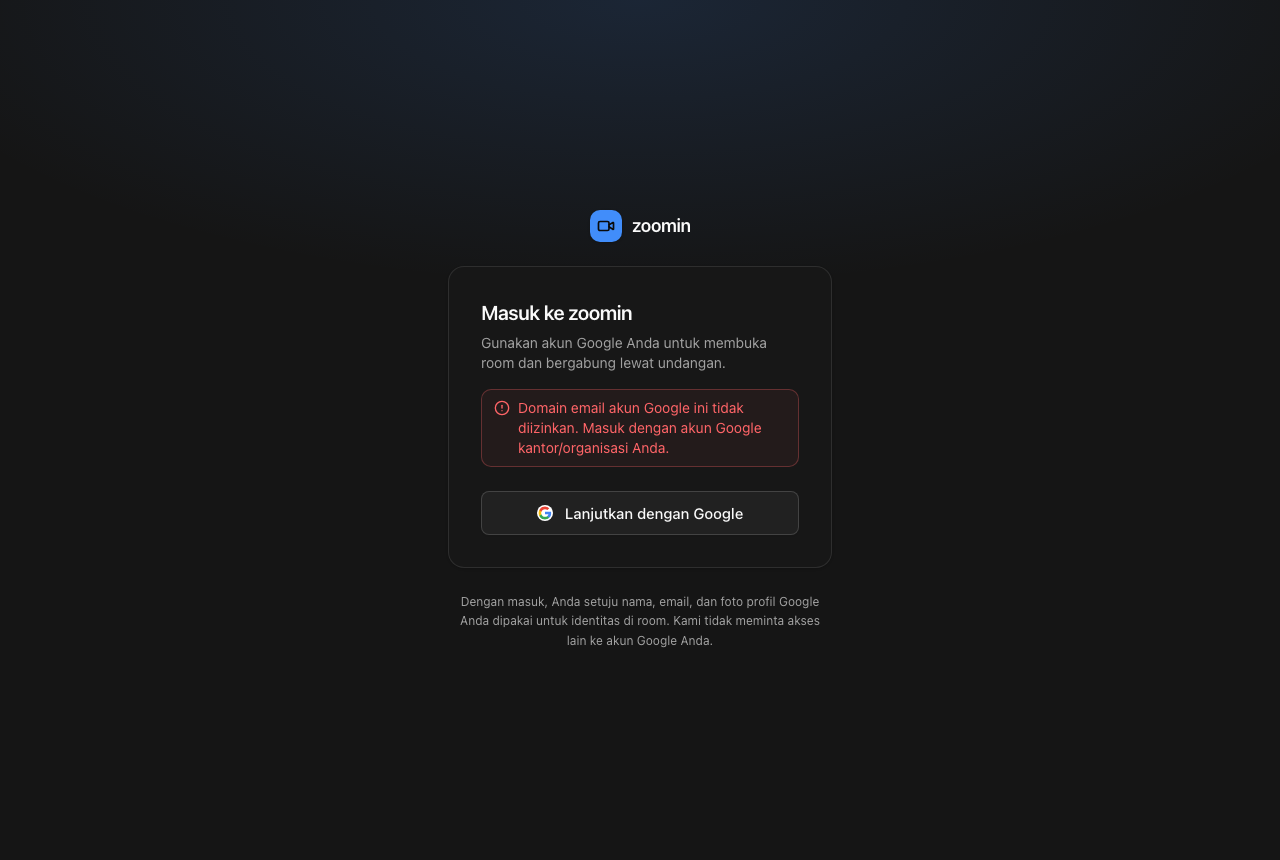 zoomin
Masuk ke zoomin
Gunakan akun Google Anda untuk membuka
room dan bergabung lewat undangan.
Domain email akun Google ini tidak
diizinkan. Masuk dengan akun Google
kantor/organisasi Anda.
Lanjutkan dengan Google
Dengan masuk, Anda setuju nama, email, dan foto profil Google
Anda dipakai untuk identitas di room. Kami tidak meminta akses
lain ke akun Google Anda.